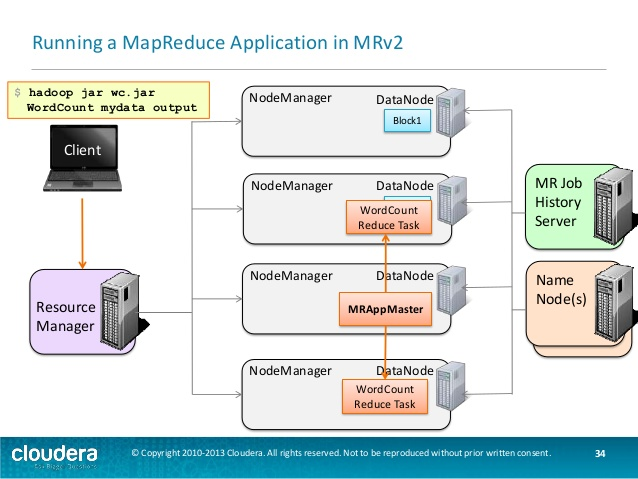 Running a MapReduce Application in MRv2
$ hadoop jar wc.jar
WordCount mydata output
Client
Resource
Manager
NodeManager DataNode
Block1
NodeManager DataNode
WordCount
Reduce Task
NodeManager DataNode
MRAppMaster
NodeManager DataNode
WordCount
Reduce Task
MR Job
History
Server
Name
Node(s)
cloudera
© Copyright 2010-2013 Cloudera. All rights reserved. Not to be reproduced without prior written consent.
34